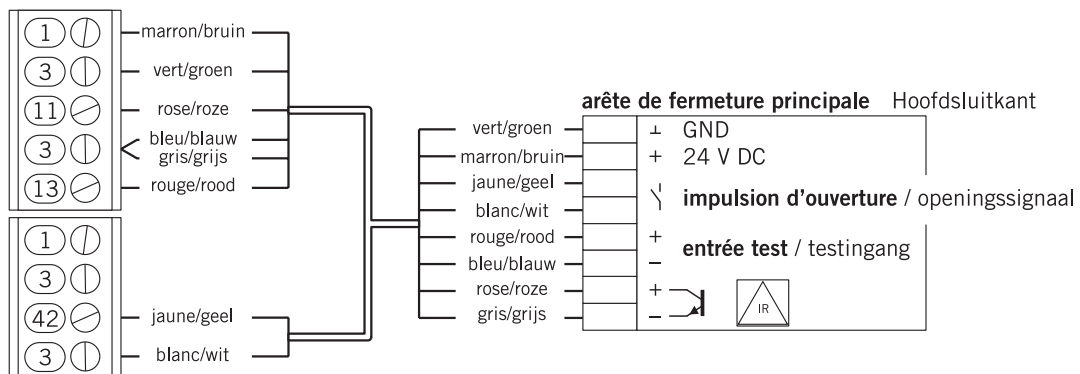 1 marron/bruin
3 vert/groen
11 rose/roze
3 bleu/blauw
gris/grijs
13 rouge/rood
1
3
42 jaune/geel
3 blanc/wit
arête de fermeture principale Hoofdsluitkant
vert/groen ⊥ GND
marron/bruin + 24 V DC
jaune/geel
impulsion d’ouverture / openingssignaal
blanc/wit
rouge/rood +
entrée test / testingang
bleu/blauw –
rose/roze +
IR
gris/grijs –